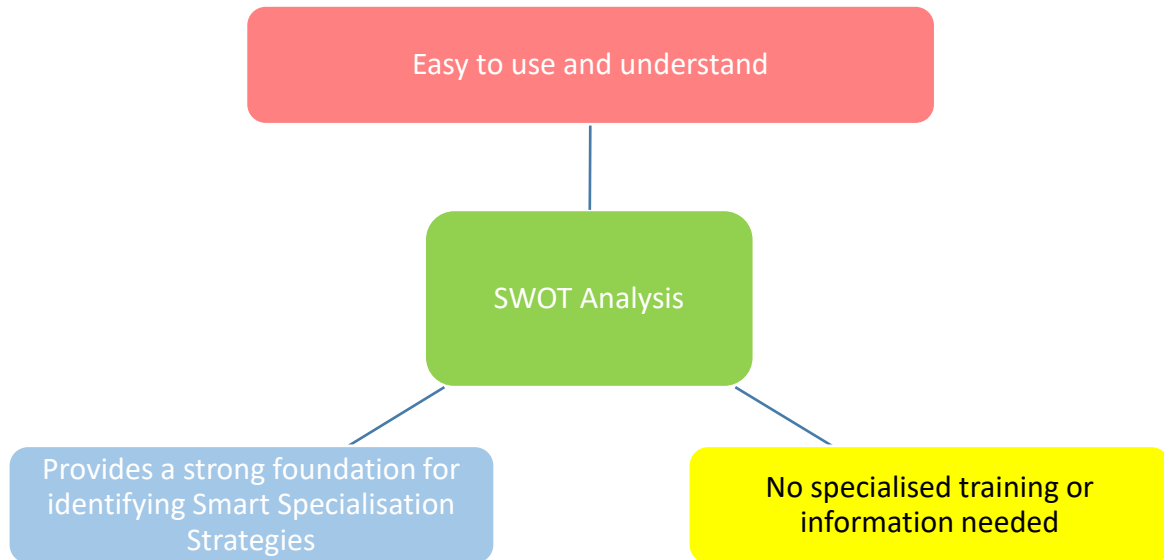 Easy to use and understand
SWOT Analysis
Provides a strong foundation for
identifying Smart Specialisation
Strategies
No specialised training or
information needed